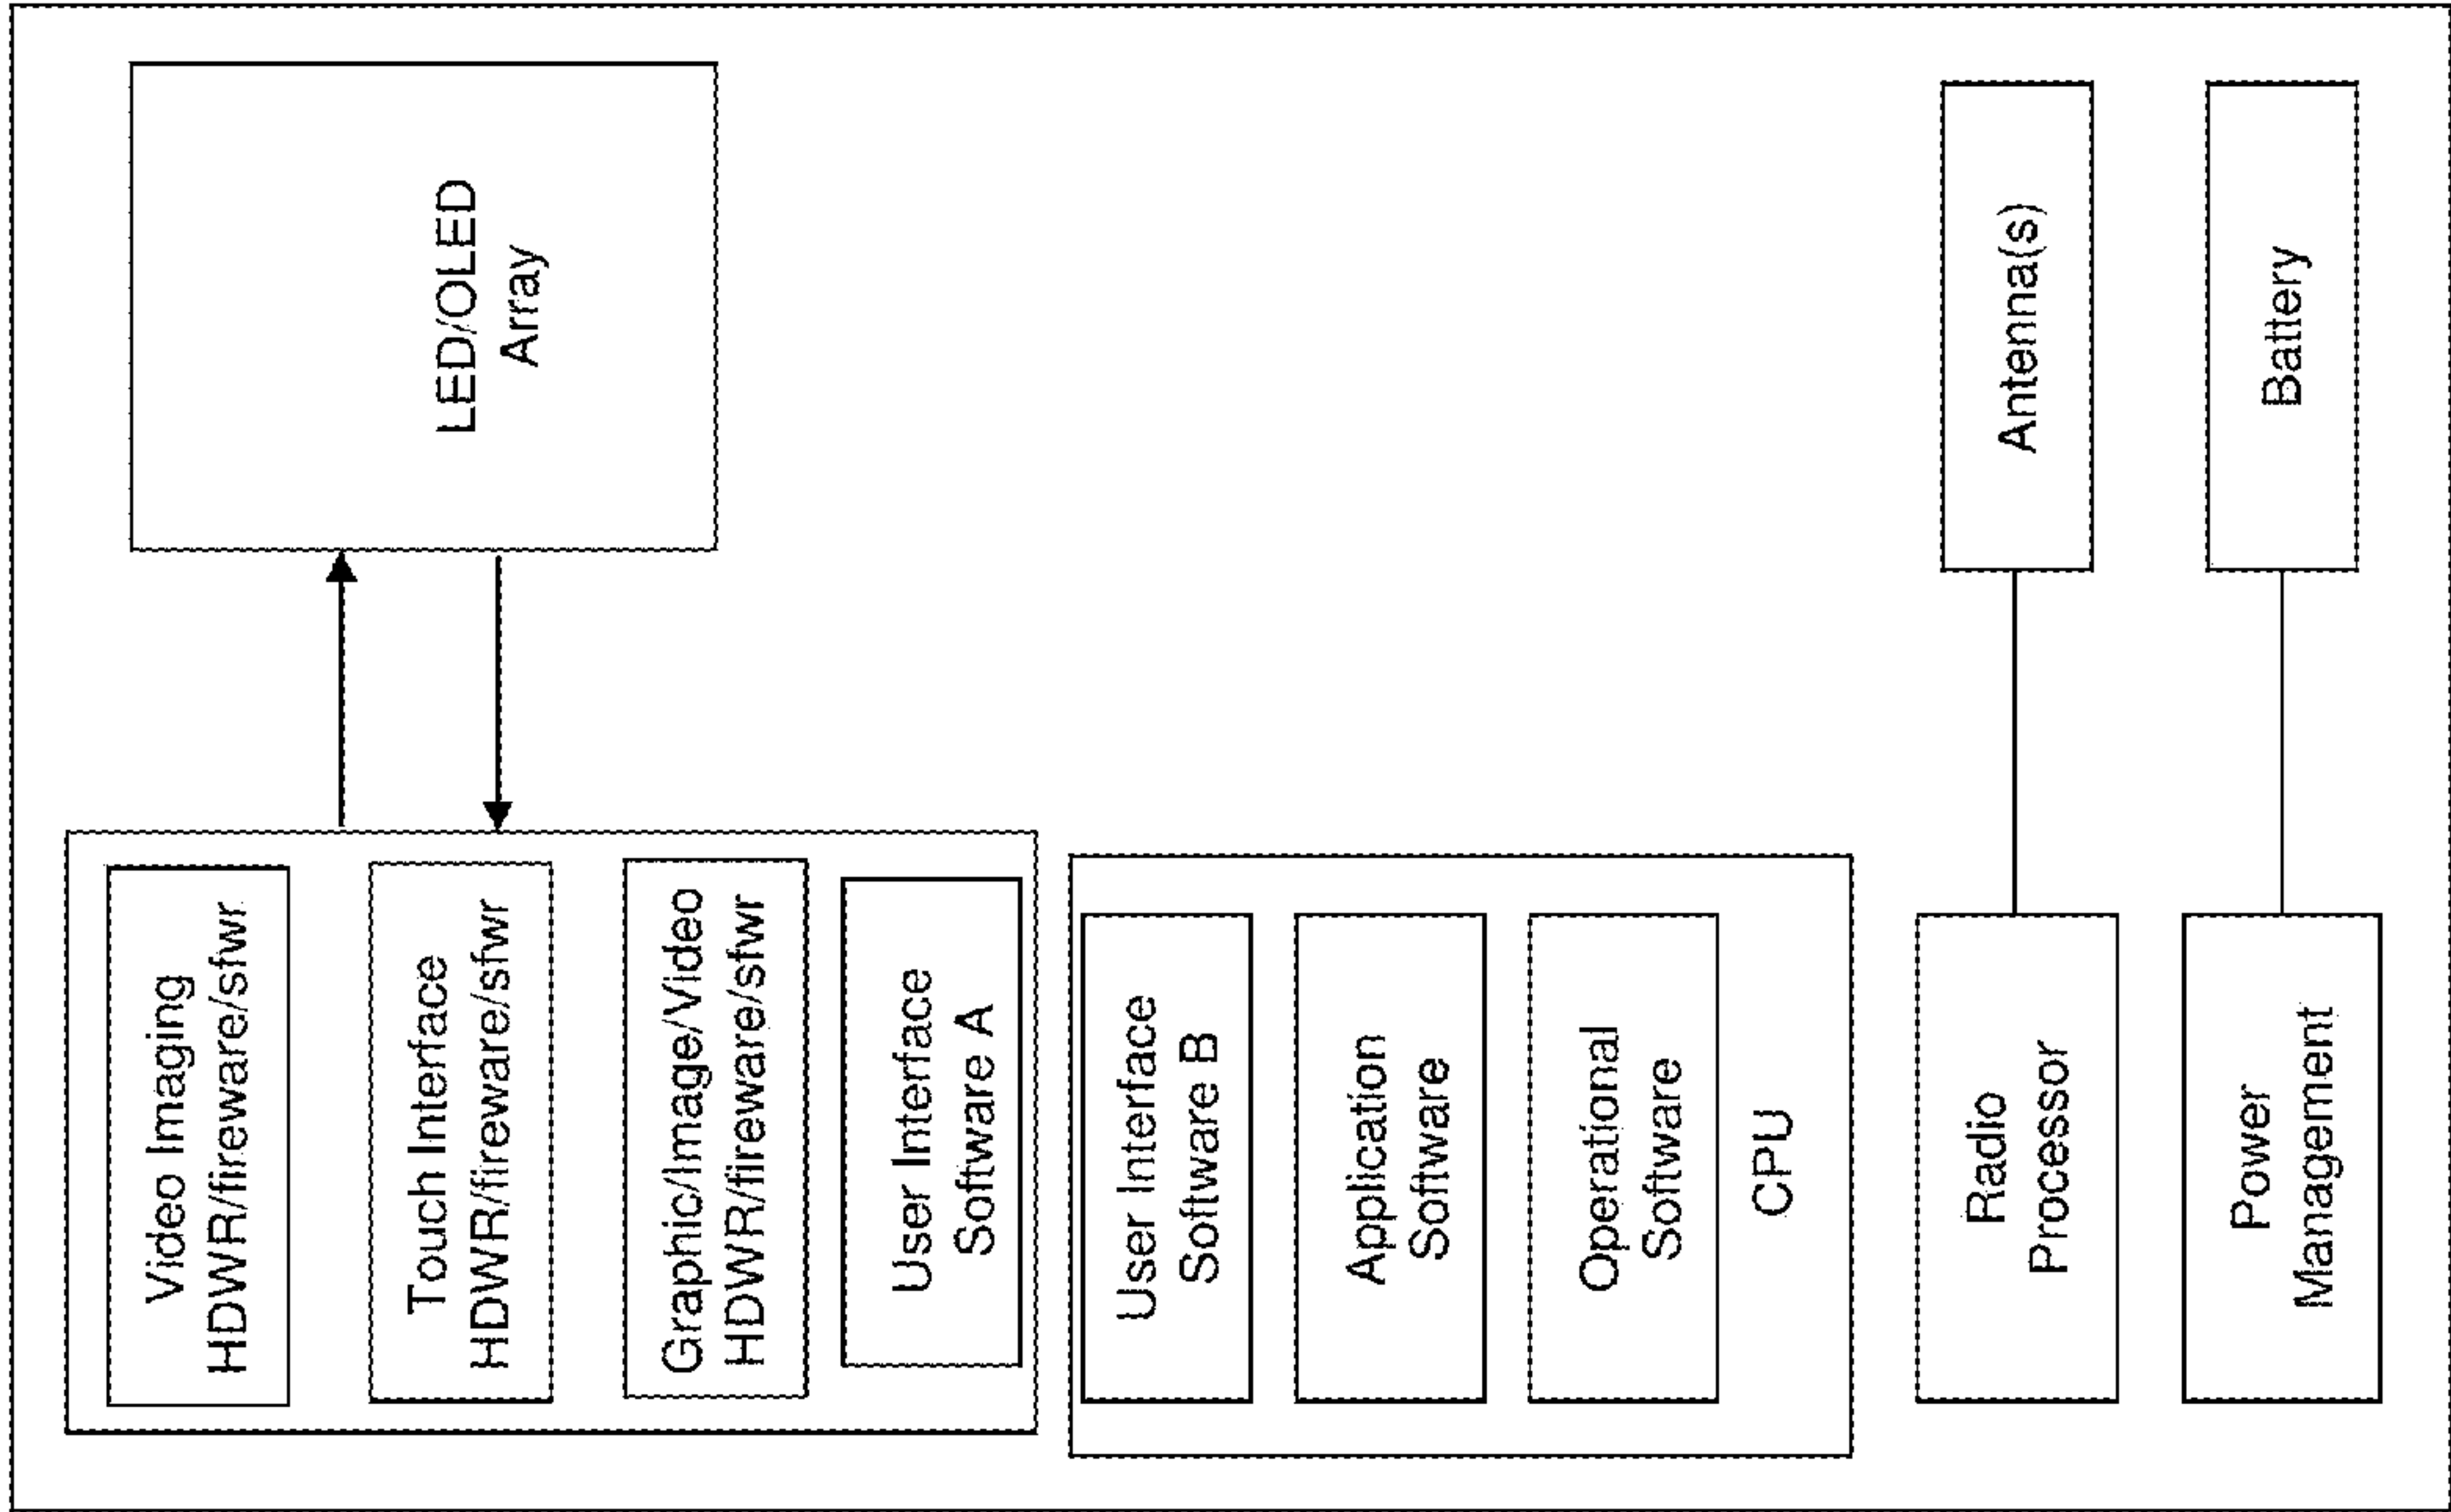 Video Imaging
HDWR/fireware/sfwr
Touch Interface
HDWR/fireware/sfwr
Graphic/Image/Video
HDWR/fireware/sfwr
User Interface
Software A
LED/OLED
Array
User Interface
Software B
Application
Software
Operational
Software
CPU
Radio
Processor
Antenna(s)
Power
Management
Battery